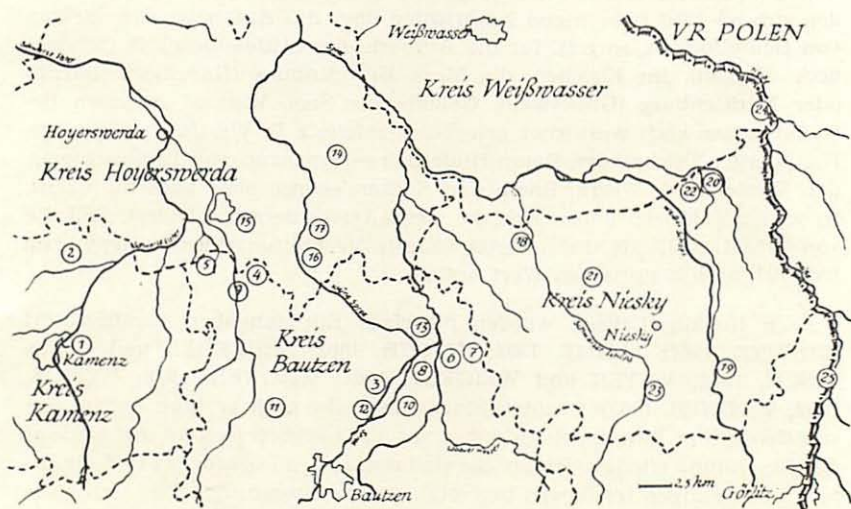 Weißwasser
VR POLEN
Kreis Weißwasser
Hoyerswerda
Kreis Hoyerswerda
24
14
22
20
15
17
2
18
5
4
16
9
21
Kreis Niesky
Kreis
Bautzen
Niesky
1
Kamenz
13
6
7
3
8
19
23
Kreis
Kamenz
11
12
10
25
2,5 km
Bautzen
Görlitz